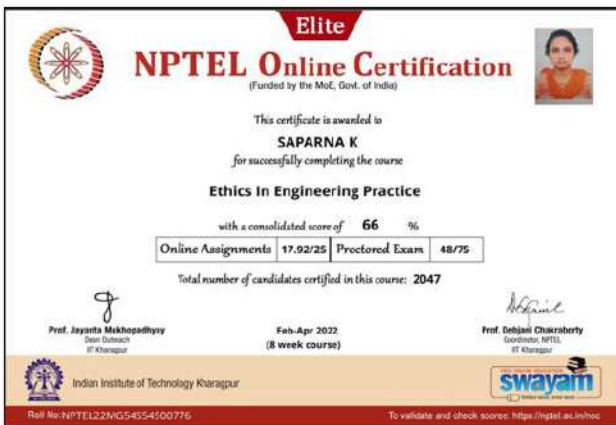 Elite
NPTEL Online Certification
(Funded by the MoE, Govt. of India)
This certificate is awarded to
SAPARNA K
for successfully completing the course
Ethics In Engineering Practice
with a consolidated score of 66 %
Online Assignments 17.92/25 Proctored Exam 48/75
Total number of candidates certified in this course: 2047
Prof. Jayanta Mukhopadhyay
Dean Outreach
IIT Kharagpur
Feb-Apr 2022
(8 week course)
Prof. Debjani Chakraborty
Coordinator, NPTEL
IIT Kharagpur
Indian Institute of Technology Kharagpur
swayam
Roll No:NPTEL22MG54S54500776
To validate and check scores: https://nptel.ac.in/noc